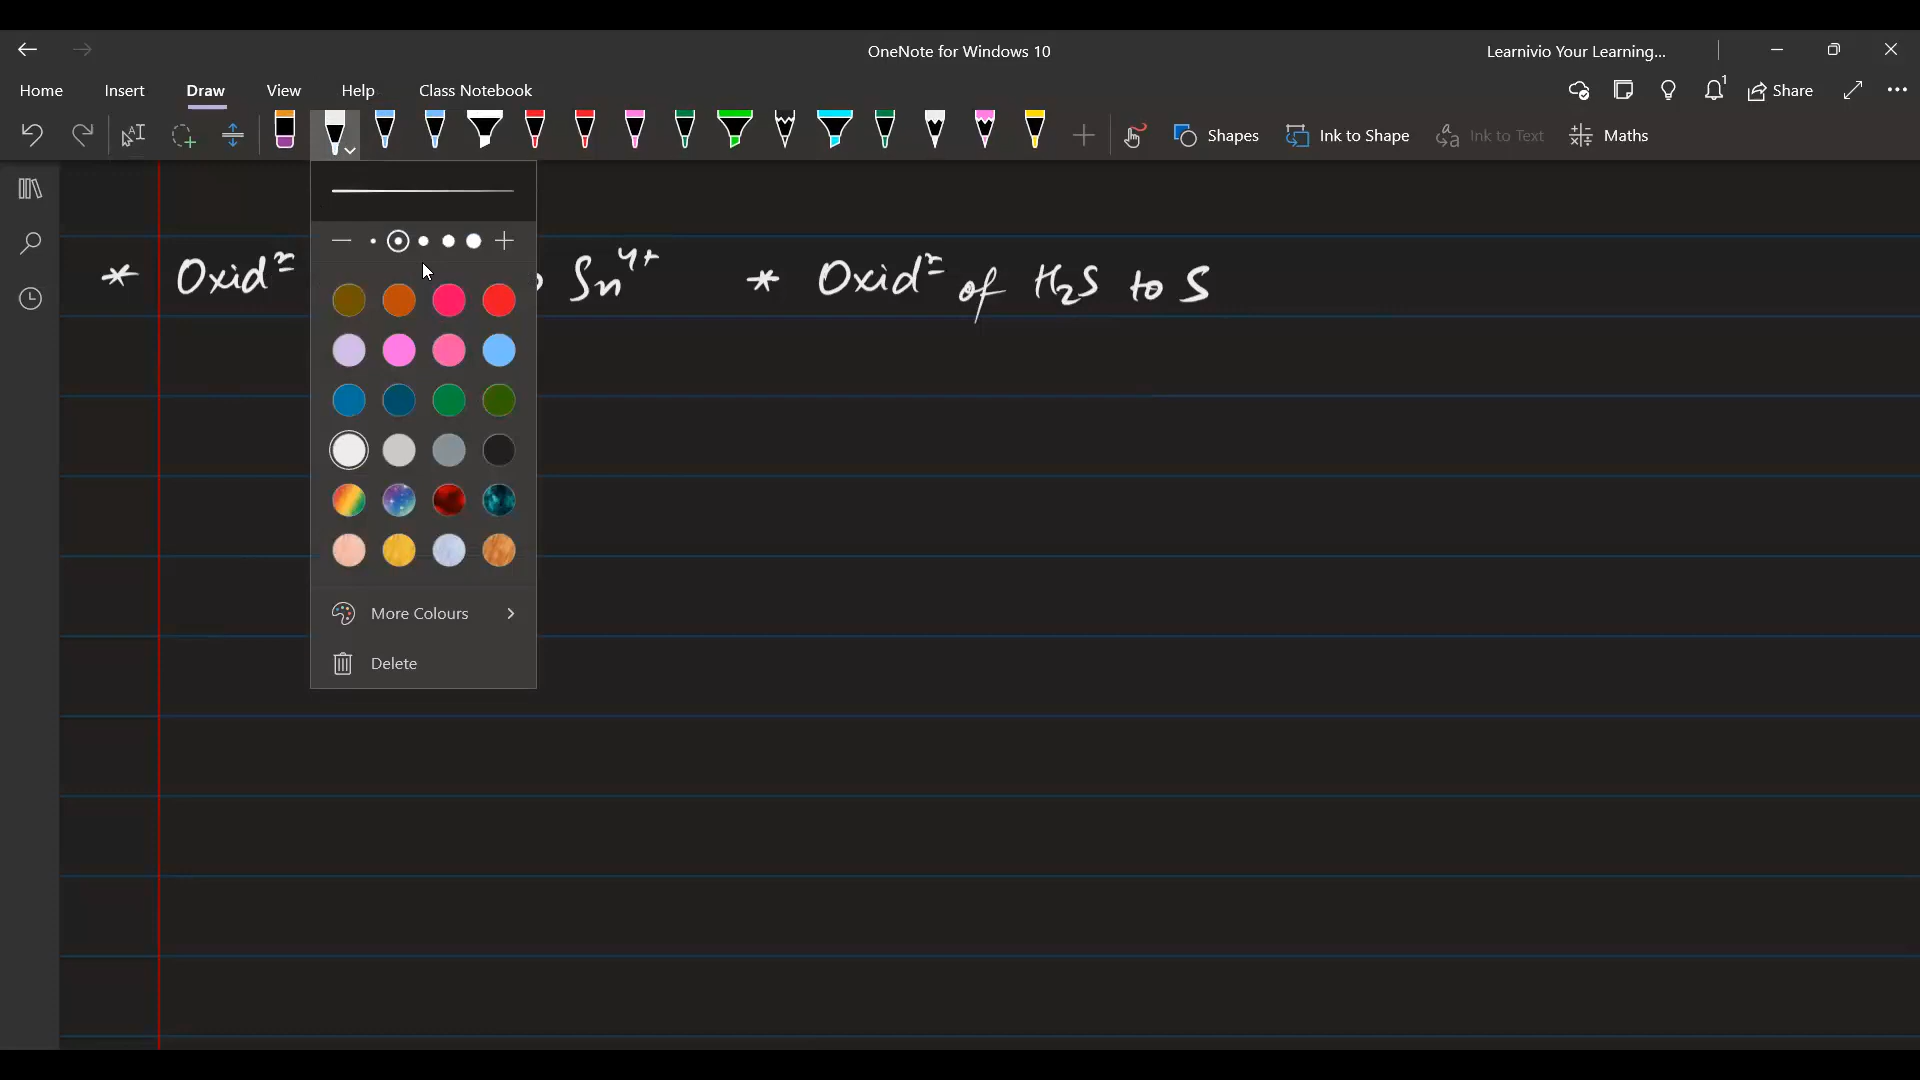 OneNote for Windows 10
Learnivio Your Learning...
Home Insert Draw View Help Class Notebook
1 Share
Shapes Ink to Shape Ink to Text Maths
* Oxidⁿ Sn⁴⁺ * Oxidⁿ of H₂S to S
More Colours
Delete